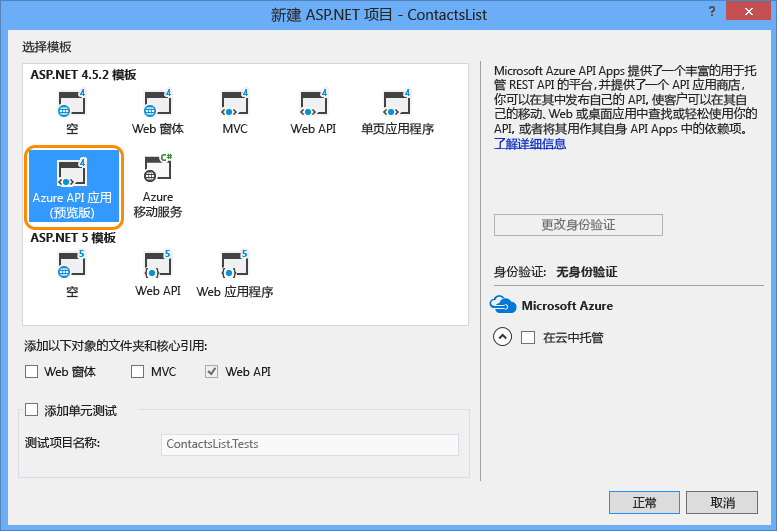 新建 ASP.NET 项目 - ContactsList
选择模板
ASP.NET 4.5.2 模板
空
Web 窗体
MVC
Web API
单页应用程序
Azure API 应用
(预览版)
Azure
移动服务
ASP.NET 5 模板
空
Web API
Web 应用程序
添加以下对象的文件夹和核心引用:
Web 窗体
MVC
Web API
添加单元测试
测试项目名称:
ContactsList.Tests
Microsoft Azure API Apps 提供了一个丰富的用于托
管 REST API 的平台, 并提供了一个 API 应用商店,
你可以在其中发布自己的 API, 使客户可以在其自
己的移动、Web 或桌面应用中查找或轻松使用你的
API, 或者将其用作其自身 API Apps 中的依赖项。
了解详细信息
更改身份验证
身份验证: 无身份验证
Microsoft Azure
在云中托管
正常
取消